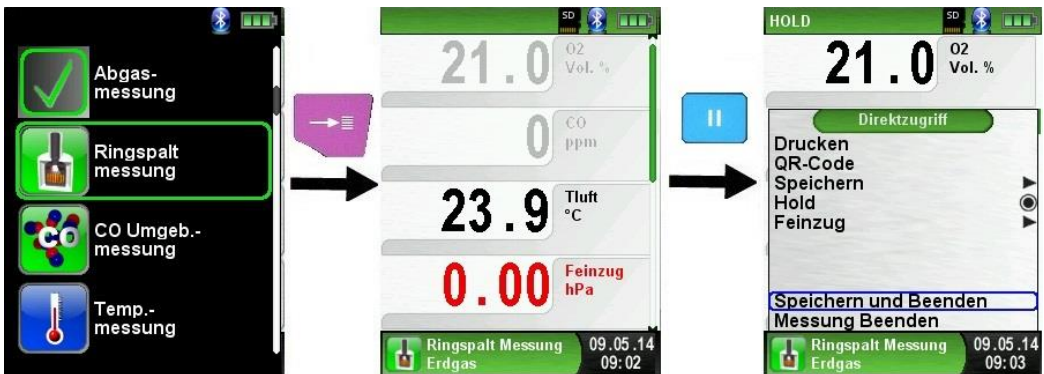 Abgas-
messung
Ringspalt
messung
CO
CO Umgeb.-
messung
Temp.-
messung
SD
21.0 O2
Vol. %
0 CO
ppm
23.9 Tluft
°C
0.00 Feinzug
hPa
Ringspalt Messung 09.05.14
Erdgas 09:02
HOLD SD
21.0 O2
Vol. %
Direktzugriff
Drucken
QR-Code
Speichern
Hold
Feinzug
Speichern und Beenden
Messung Beenden
Ringspalt Messung 09.05.14
Erdgas 09:03